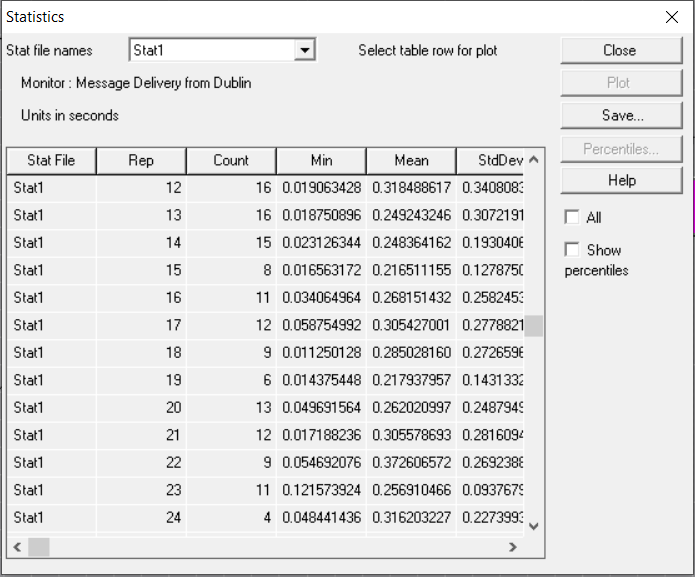 Statistics
Stat file names Stat1 Select table row for plot Close
Monitor : Message Delivery from Dublin Plot
Units in seconds Save...
Percentiles...
Help
All
Show percentiles
Stat File Rep Count Min Mean StdDev
Stat1 12 16 0.019063428 0.318488617 0.3408083
Stat1 13 16 0.018750896 0.249243246 0.3072191
Stat1 14 15 0.023126344 0.248364162 0.1930406
Stat1 15 8 0.016563172 0.216511155 0.1278750
Stat1 16 11 0.034064964 0.268151432 0.2582453
Stat1 17 12 0.058754992 0.305427001 0.2778821
Stat1 18 9 0.011250128 0.285028160 0.2726596
Stat1 19 6 0.014375448 0.217937957 0.1431332
Stat1 20 13 0.049691564 0.262020997 0.2487949
Stat1 21 12 0.017188236 0.305578693 0.2816094
Stat1 22 9 0.054692076 0.372606572 0.2692388
Stat1 23 11 0.121573924 0.256910466 0.0937679
Stat1 24 4 0.048441436 0.316203227 0.2273993